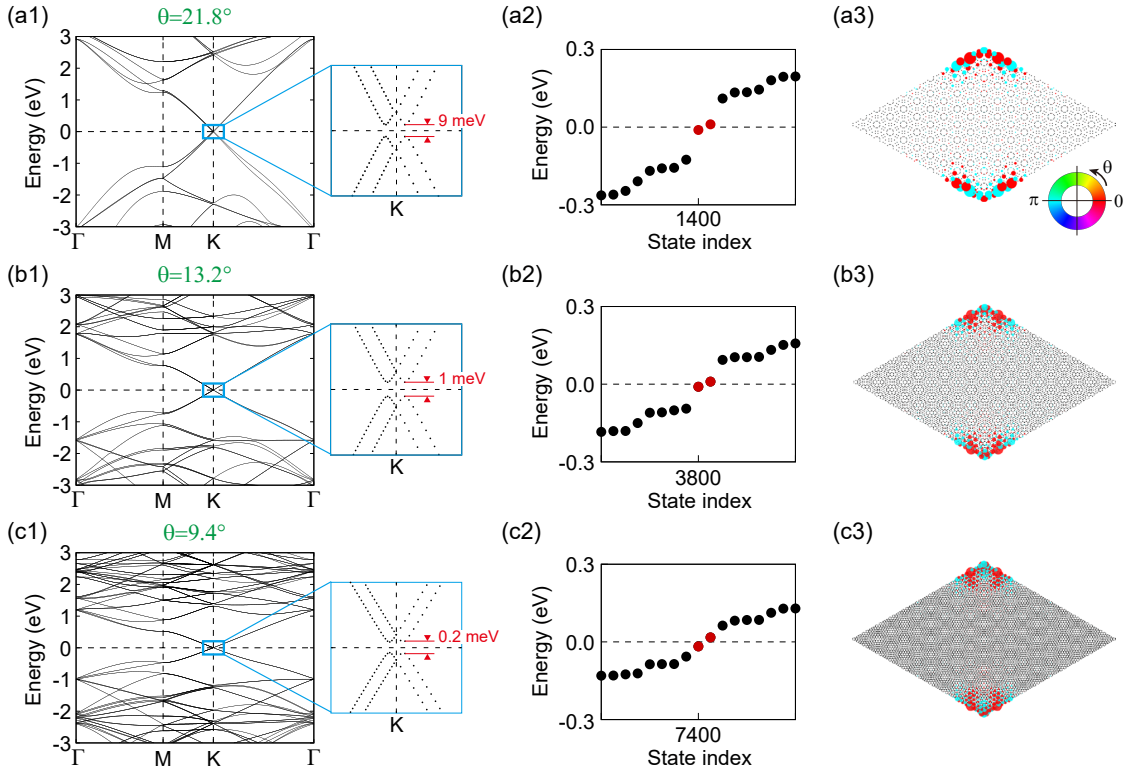 (a1)
θ=21.8°
(a2)
(a3)
3
2
1
0
-1
-2
-3
Energy (eV)
Γ
M
K
Γ
9 meV
K
0.3
0.0
-0.3
Energy (eV)
1400
State index
θ
π
0
(b1)
θ=13.2°
(b2)
(b3)
3
2
1
0
-1
-2
-3
Energy (eV)
Γ
M
K
Γ
1 meV
K
0.3
0.0
-0.3
Energy (eV)
3800
State index
(c1)
θ=9.4°
(c2)
(c3)
3
2
1
0
-1
-2
-3
Energy (eV)
Γ
M
K
Γ
0.2 meV
K
0.3
0.0
-0.3
Energy (eV)
7400
State index